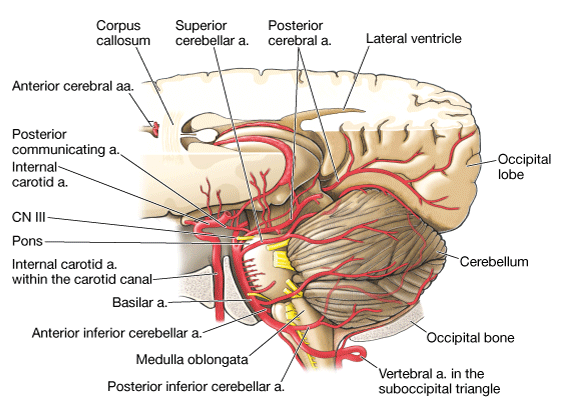 Corpus
callosum
Superior
cerebellar a.
Posterior
cerebral a.
Lateral ventricle
Anterior cerebral aa.
Posterior
communicating a.
Internal
carotid a.
CN III
Pons
Internal carotid a.
within the carotid canal
Basilar a.
Anterior inferior cerebellar a.
Medulla oblongata
Posterior inferior cerebellar a.
Occipital
lobe
Cerebellum
Occipital bone
Vertebral a. in the
suboccipital triangle